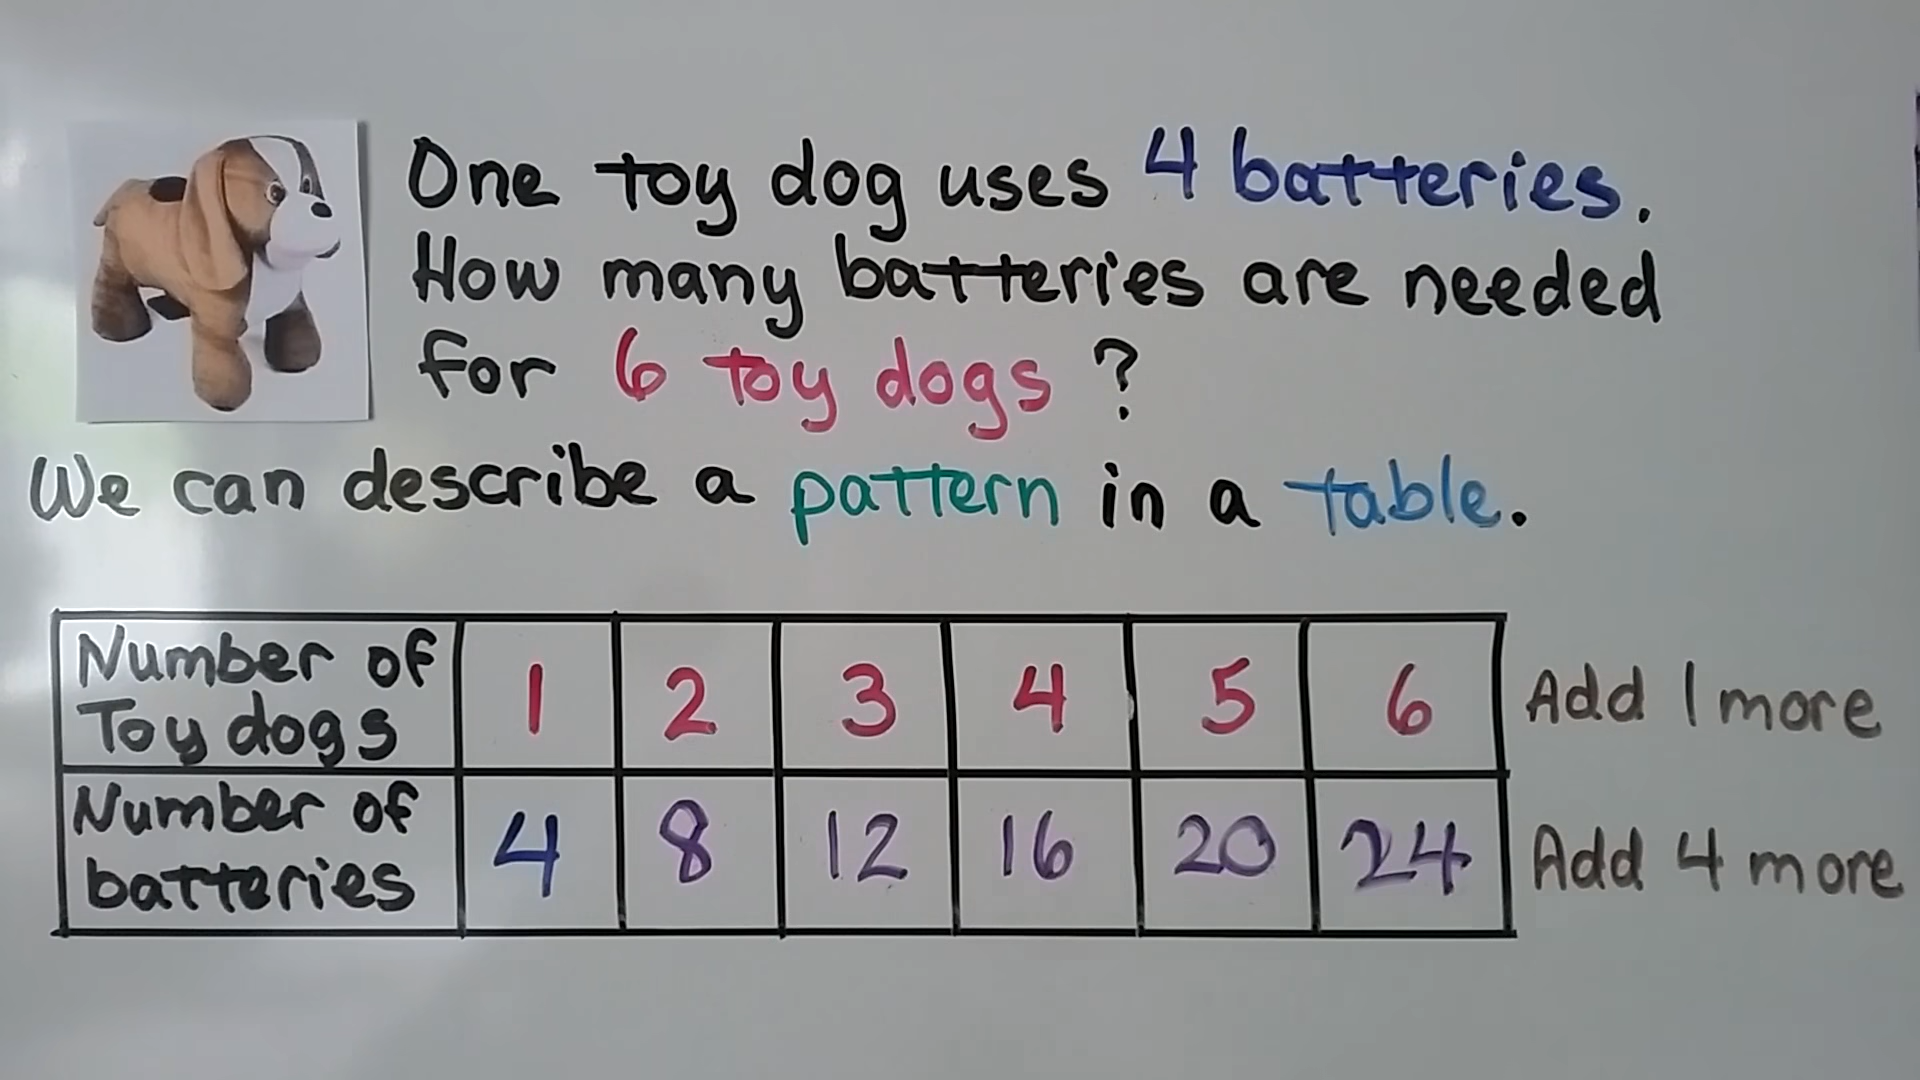 One toy dog uses 4 batteries.
How many batteries are needed
for 6 toy dogs?
We can describe a pattern in a table.
Number of Toy dogs 1 2 3 4 5 6 Add 1 more
Number of batteries 4 8 12 16 20 24 Add 4 more